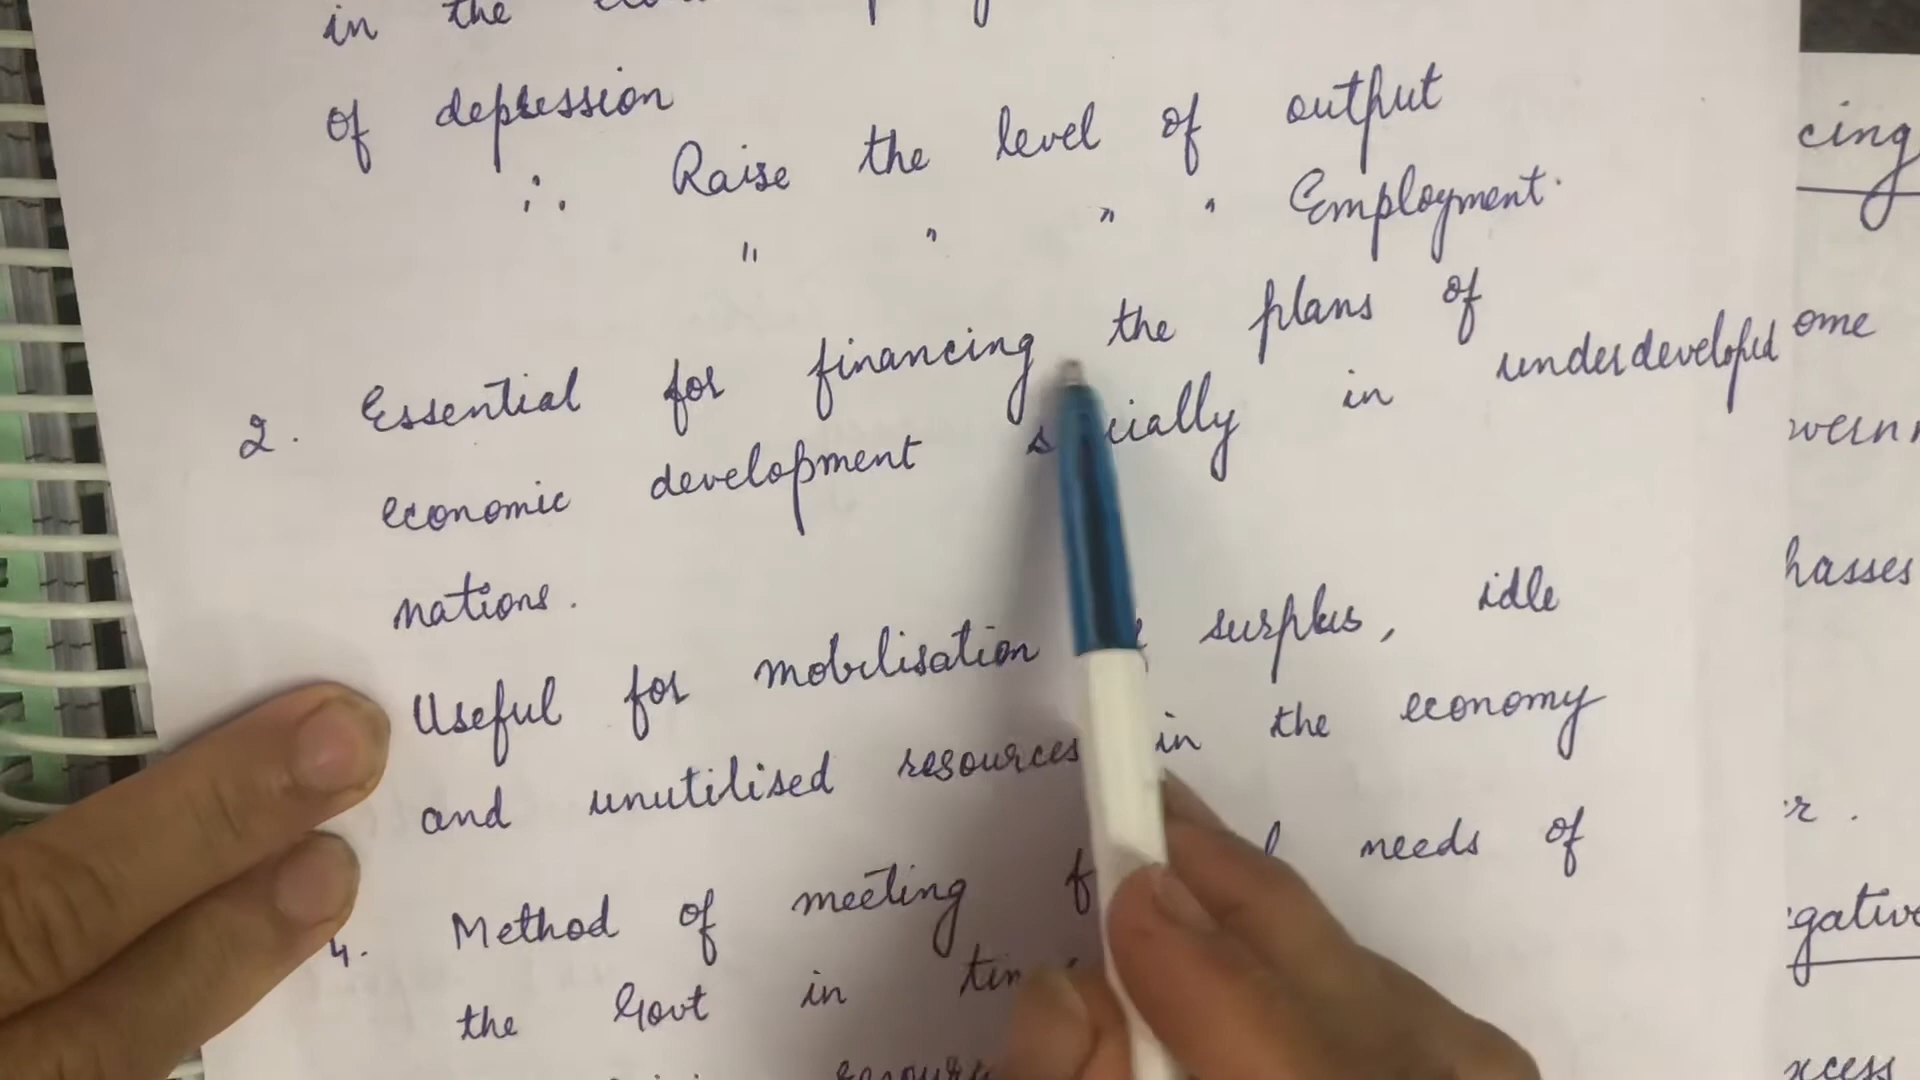 in the
of depression
∴ Raise the level of output
" " " " Employment.
2. Essential for financing the plans of
economic development in underdeveloped
nations.
Useful for mobilisation surplus, idle
and unutilised resources in the economy
4. Method of meeting needs of
the Govt in
cing
ome
hasses
r.
xcess